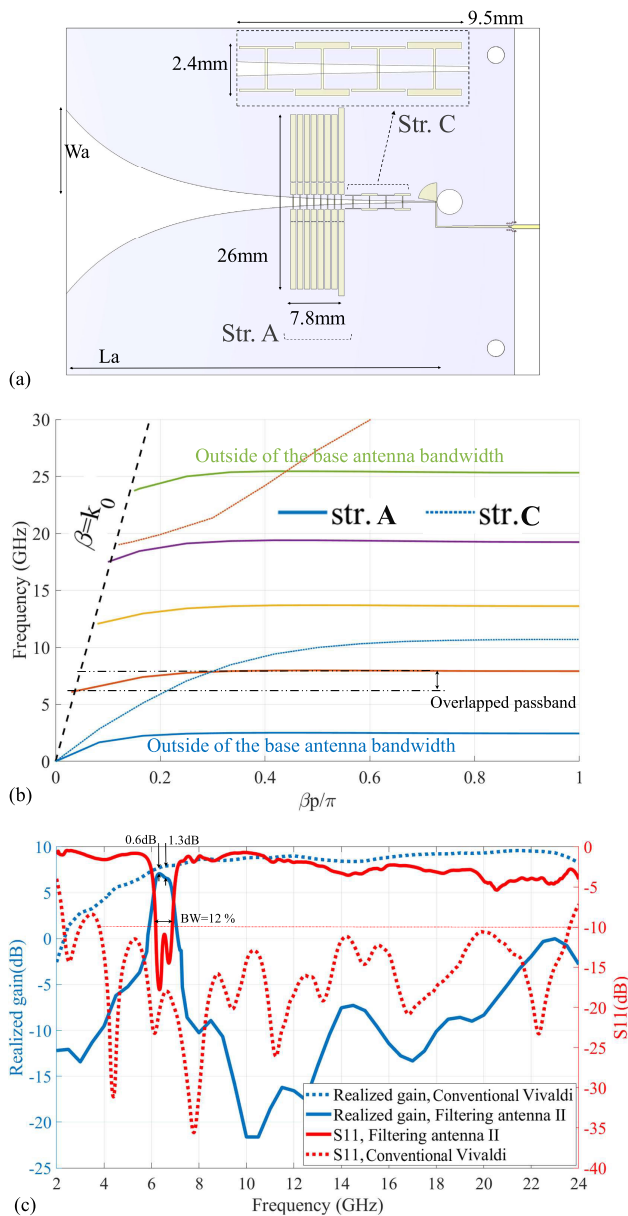 9.5mm
2.4mm
Str. C
Wa
26mm
7.8mm
Str. A
La
(a)
30
25
20
15
10
5
0
Frequency (GHz)
Outside of the base antenna bandwidth
β=k0
str. A
str.C
Overlapped passband
Outside of the base antenna bandwidth
0
0.2
0.4
0.6
0.8
1
βp/π
(b)
0.6dB
1.3dB
BW=12 %
10
5
0
-5
-10
-15
-20
-25
Realized gain(dB)
0
-5
-10
-15
-20
-25
-30
-35
-40
S11(dB)
Realized gain, Conventional Vivaldi
Realized gain, Filtering antenna II
S11, Filtering antenna II
S11, Conventional Vivaldi
2
4
6
8
10
12
14
16
18
20
22
24
Frequency (GHz)
(c)